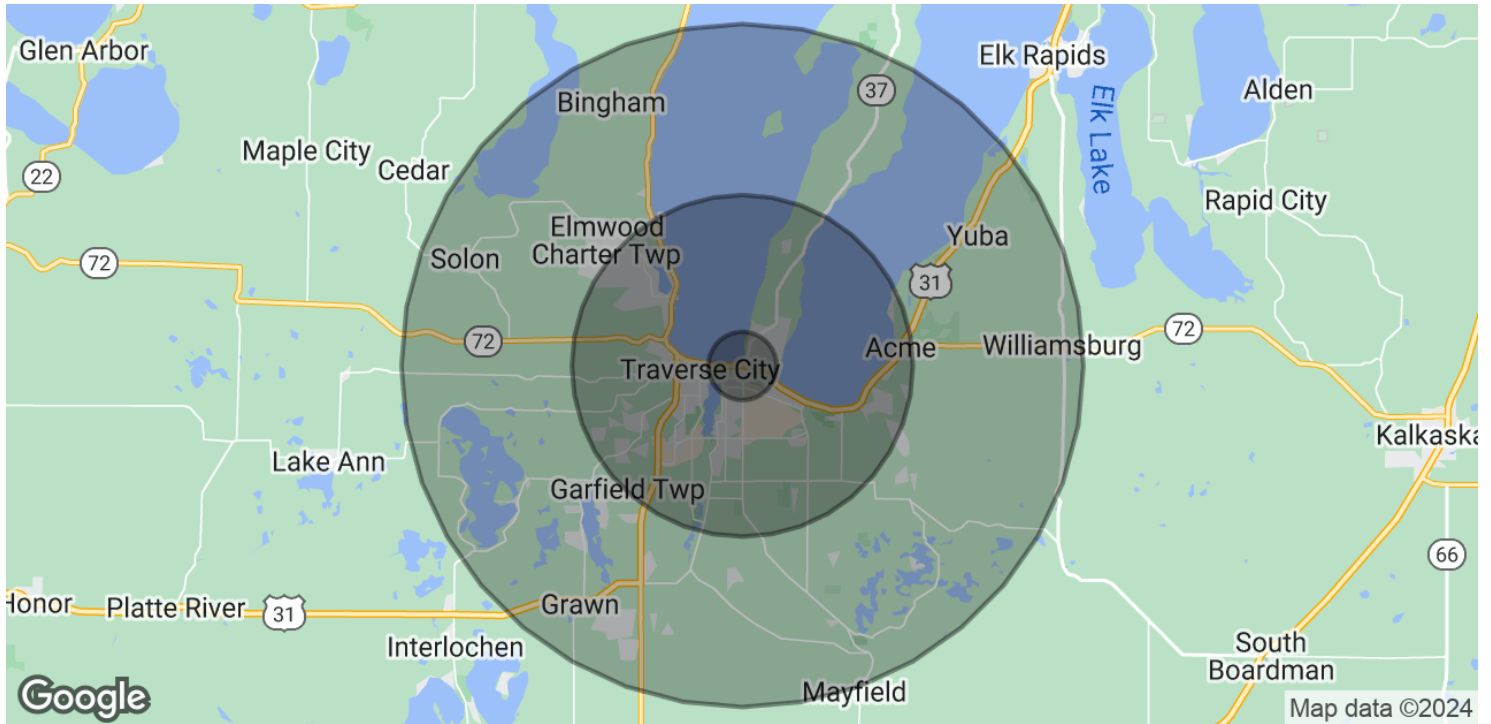 Glen Arbor
Elk Rapids
37
Alden
Bingham
Elk Lake
Maple City
Cedar
22
Rapid City
Elmwood
Charter Twp
Yuba
Solon
72
31
72
72
Acme
Williamsburg
Traverse City
Kalkaska
Lake Ann
Garfield Twp
66
Honor
Platte River
31
Grawn
Interlochen
South
Boardman
Mayfield
Google
Map data ©2024